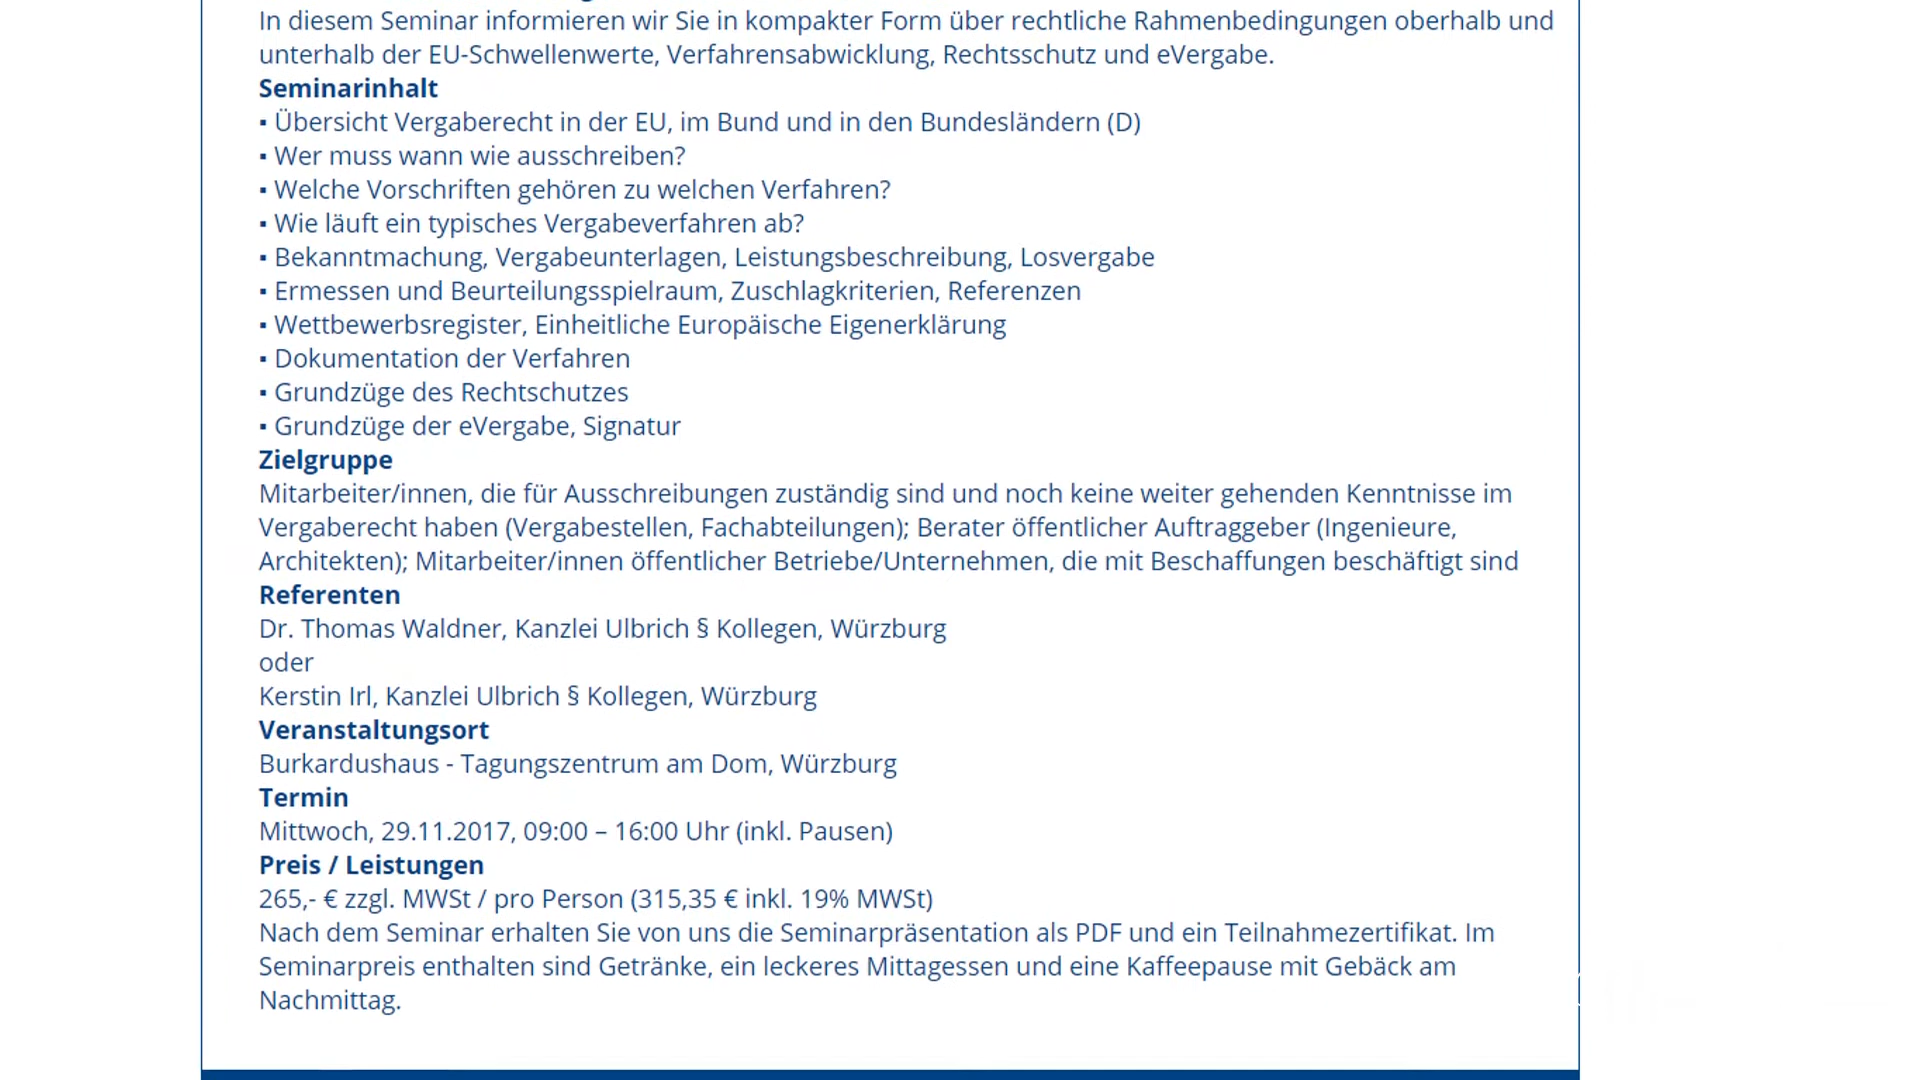 In diesem Seminar informieren wir Sie in kompakter Form über rechtliche Rahmenbedingungen oberhalb und
unterhalb der EU-Schwellenwerte, Verfahrensabwicklung, Rechtsschutz und eVergabe.
Seminarinhalt
▪ Übersicht Vergaberecht in der EU, im Bund und in den Bundesländern (D)
▪ Wer muss wann wie ausschreiben?
▪ Welche Vorschriften gehören zu welchen Verfahren?
▪ Wie läuft ein typisches Vergabeverfahren ab?
▪ Bekanntmachung, Vergabeunterlagen, Leistungsbeschreibung, Losvergabe
▪ Ermessen und Beurteilungsspielraum, Zuschlagkriterien, Referenzen
▪ Wettbewerbsregister, Einheitliche Europäische Eigenerklärung
▪ Dokumentation der Verfahren
▪ Grundzüge des Rechtschutzes
▪ Grundzüge der eVergabe, Signatur
Zielgruppe
Mitarbeiter/innen, die für Ausschreibungen zuständig sind und noch keine weiter gehenden Kenntnisse im
Vergaberecht haben (Vergabestellen, Fachabteilungen); Berater öffentlicher Auftraggeber (Ingenieure,
Architekten); Mitarbeiter/innen öffentlicher Betriebe/Unternehmen, die mit Beschaffungen beschäftigt sind
Referenten
Dr. Thomas Waldner, Kanzlei Ulbrich § Kollegen, Würzburg
oder
Kerstin Irl, Kanzlei Ulbrich § Kollegen, Würzburg
Veranstaltungsort
Burkardushaus - Tagungszentrum am Dom, Würzburg
Termin
Mittwoch, 29.11.2017, 09:00 – 16:00 Uhr (inkl. Pausen)
Preis / Leistungen
265,- € zzgl. MWSt / pro Person (315,35 € inkl. 19% MWSt)
Nach dem Seminar erhalten Sie von uns die Seminarpräsentation als PDF und ein Teilnahmezertifikat. Im
Seminarpreis enthalten sind Getränke, ein leckeres Mittagessen und eine Kaffeepause mit Gebäck am
Nachmittag.